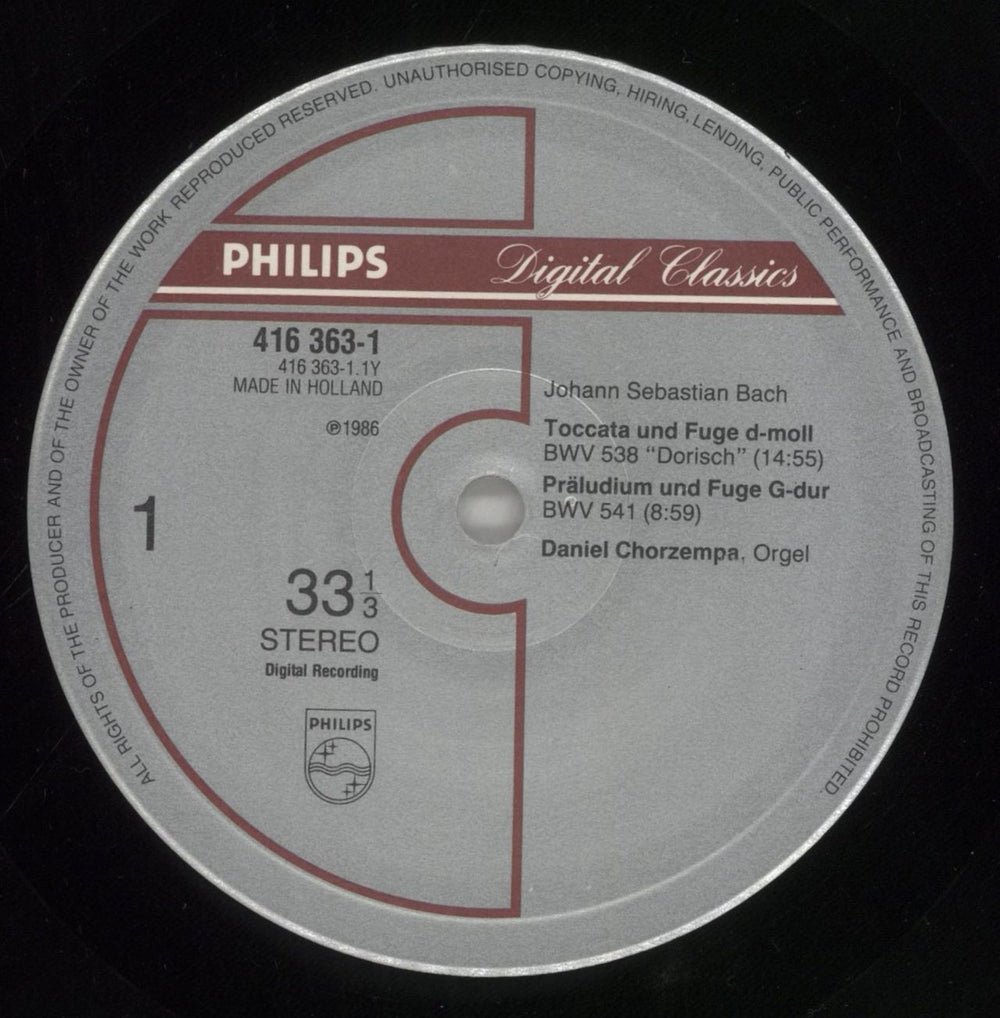 ALL RIGHTS OF THE PRODUCER AND OF THE OWNER OF THE WORK REPRODUCED RESERVED. UNAUTHORISED COPYING, HIRING, LENDING, PUBLIC PERFORMANCE AND BROADCASTING OF THIS RECORD PROHIBITED.
PHILIPS Digital Classics
416 363-1
416 363-1.1Y
MADE IN HOLLAND
℗1986
1
33 1/3
STEREO
Digital Recording
PHILIPS
Johann Sebastian Bach
Toccata und Fuge d-moll
BWV 538 “Dorisch” (14:55)
Präludium und Fuge G-dur
BWV 541 (8:59)
Daniel Chorzempa, Orgel